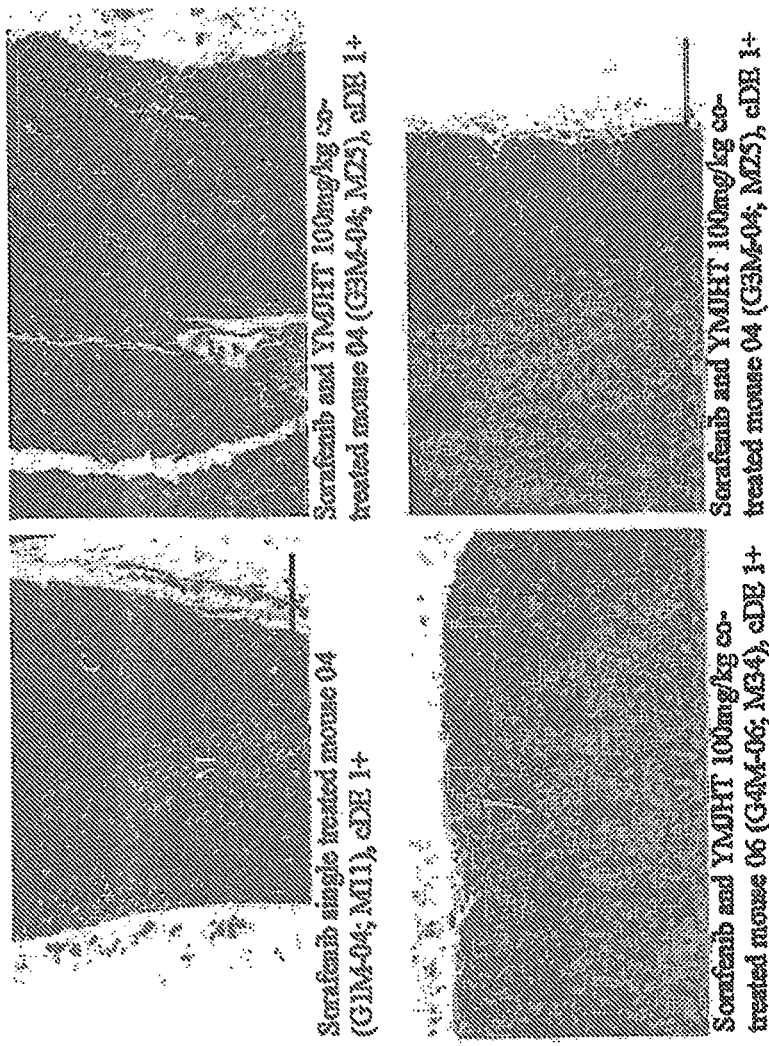 Sorafenib single treated mouse 04
(G1M-04; M11), cDE 1+
Sorafenib and YMJHT 100mg/kg co-
treated mouse 04 (G3M-04; M25), cDE 1+
Sorafenib and YMJHT 100mg/kg co-
treated mouse 06 (G4M-06; M34), cDE 1+
Sorafenib and YMJHT 100mg/kg co-
treated mouse 04 (G3M-04; M25), cDE 1+